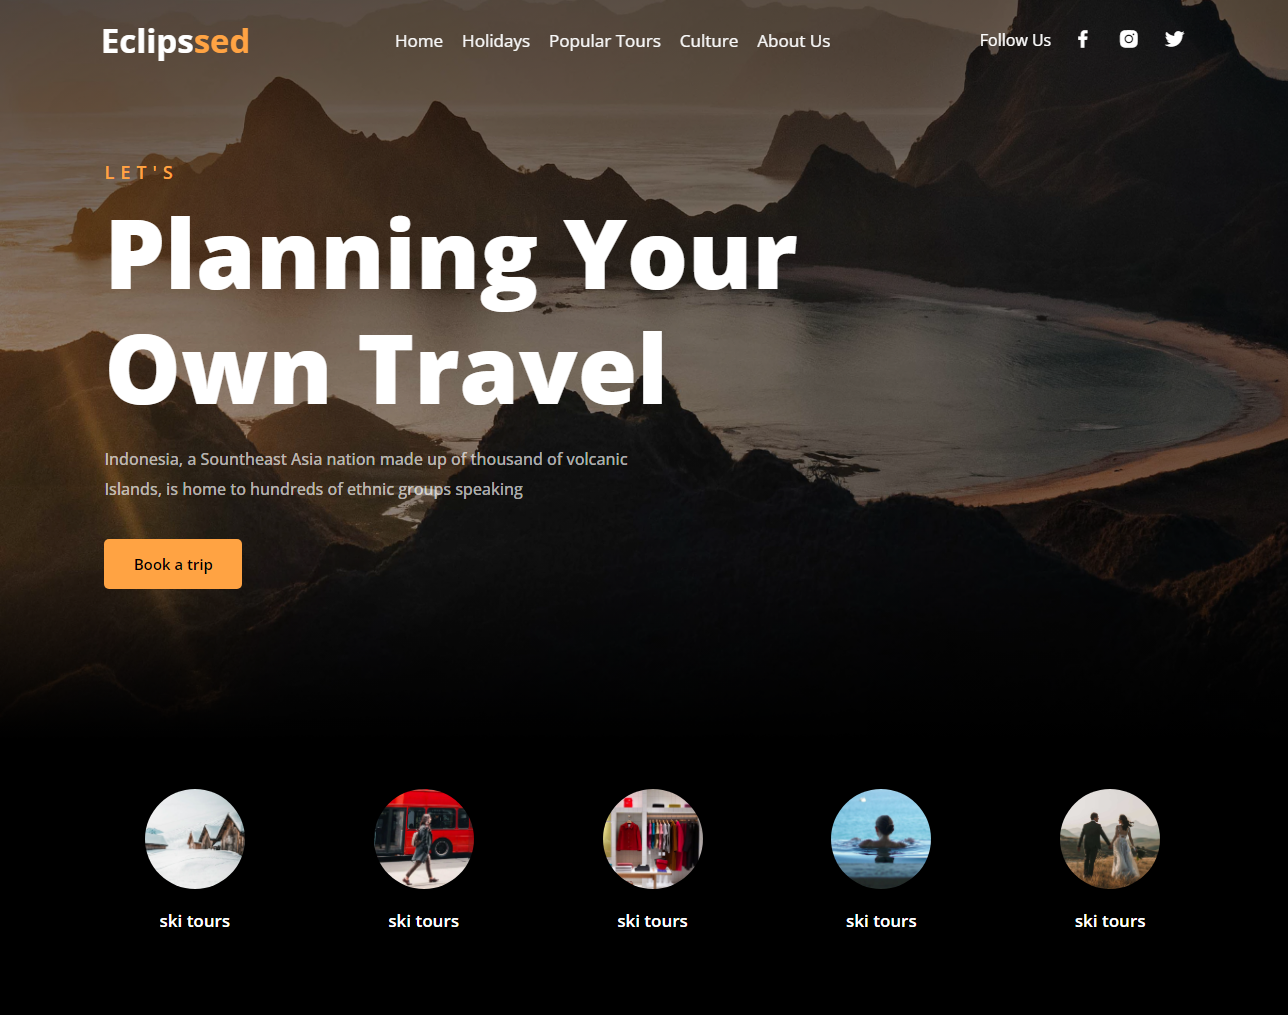 Eclipssed
Home Holidays Popular Tours Culture About Us
Follow Us
LET'S
Planning Your
Own Travel
Indonesia, a Sountheast Asia nation made up of thousand of volcanic
Islands, is home to hundreds of ethnic groups speaking
Book a trip
ski tours
ski tours
ski tours
ski tours
ski tours